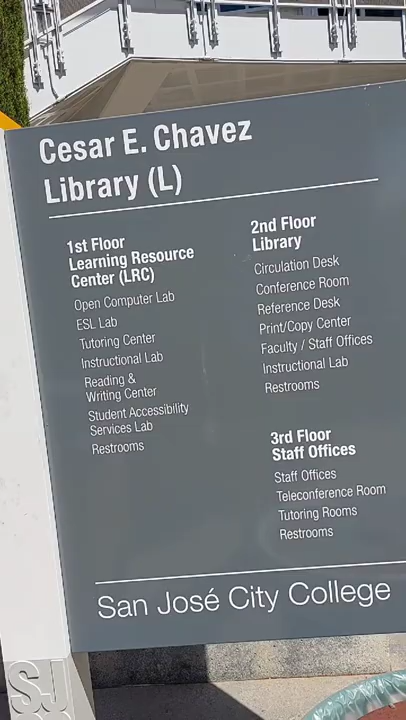 Cesar E. Chavez
Library (L)
1st Floor
Learning Resource
Center (LRC)
Open Computer Lab
ESL Lab
Tutoring Center
Instructional Lab
Reading &
Writing Center
Student Accessibility
Services Lab
Restrooms
2nd Floor
Library
Circulation Desk
Conference Room
Reference Desk
Print/Copy Center
Faculty / Staff Offices
Instructional Lab
Restrooms
3rd Floor
Staff Offices
Staff Offices
Teleconference Room
Tutoring Rooms
Restrooms
San José City College
SJ